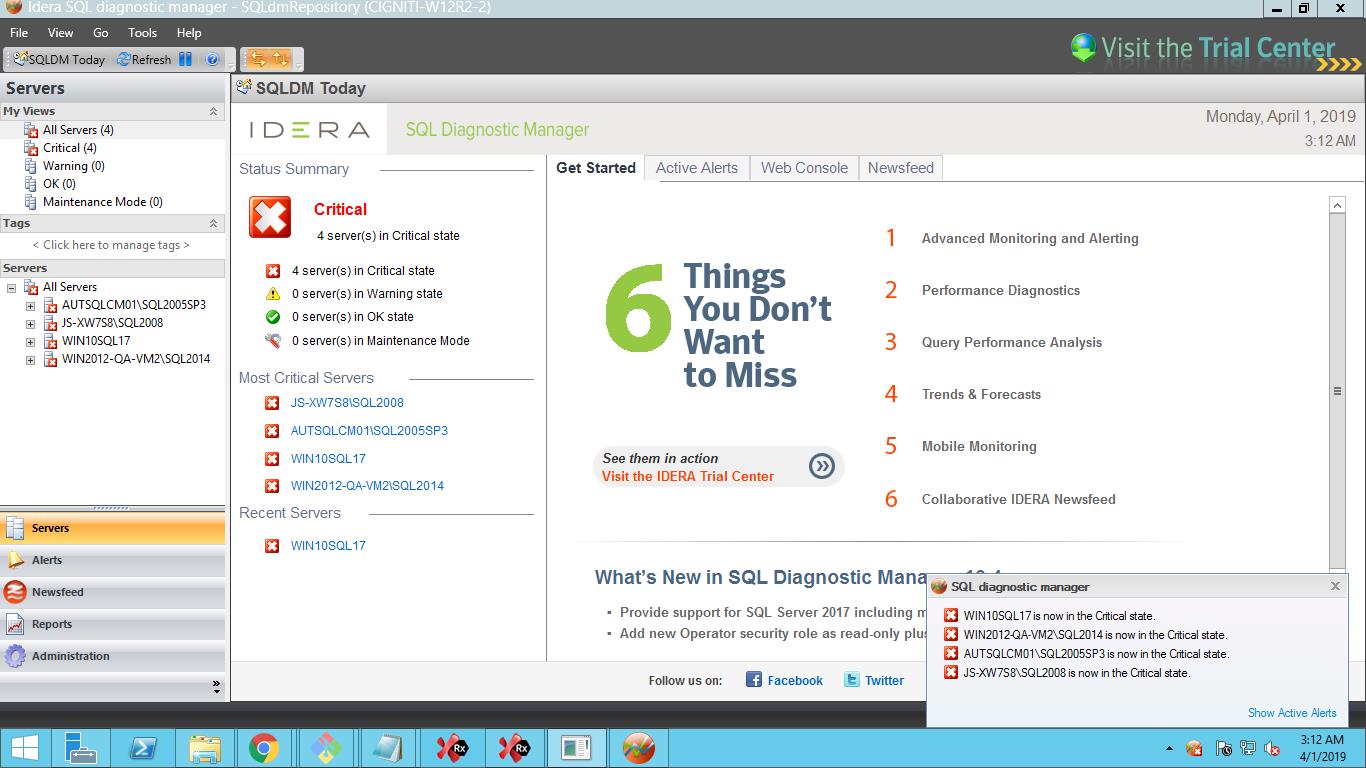 Idera SQL diagnostic manager - SQLdmRepository (CIGNITI-W12R2-2)
File View Go Tools Help
Visit the Trial Center
SQLDM Today Refresh
Servers
My Views
All Servers (4)
Critical (4)
Warning (0)
OK (0)
Maintenance Mode (0)
Tags
< Click here to manage tags >
Servers
All Servers
AUTSQLCM01\SQL2005SP3
JS-XW7S8\SQL2008
WIN10SQL17
WIN2012-QA-VM2\SQL2014
Servers
Alerts
Newsfeed
Reports
Administration
SQLDM Today
IDERA SQL Diagnostic Manager
Monday, April 1, 2019
3:12 AM
Status Summary
Critical
4 server(s) in Critical state
4 server(s) in Critical state
0 server(s) in Warning state
0 server(s) in OK state
0 server(s) in Maintenance Mode
Most Critical Servers
JS-XW7S8\SQL2008
AUTSQLCM01\SQL2005SP3
WIN10SQL17
WIN2012-QA-VM2\SQL2014
Recent Servers
WIN10SQL17
Get Started Active Alerts Web Console Newsfeed
6 Things
You Don't
Want
to Miss
See them in action
Visit the IDERA Trial Center
1 Advanced Monitoring and Alerting
2 Performance Diagnostics
3 Query Performance Analysis
4 Trends & Forecasts
5 Mobile Monitoring
6 Collaborative IDERA Newsfeed
What's New in SQL Diagnostic Mana
Provide support for SQL Server 2017 including
Add new Operator security role as read-only plus
Follow us on: Facebook Twitter
SQL diagnostic manager
WIN10SQL17 is now in the Critical state.
WIN2012-QA-VM2\SQL2014 is now in the Critical state.
AUTSQLCM01\SQL2005SP3 is now in the Critical state.
JS-XW7S8\SQL2008 is now in the Critical state.
Show Active Alerts
Rx
Rx
3:12 AM
4/1/2019